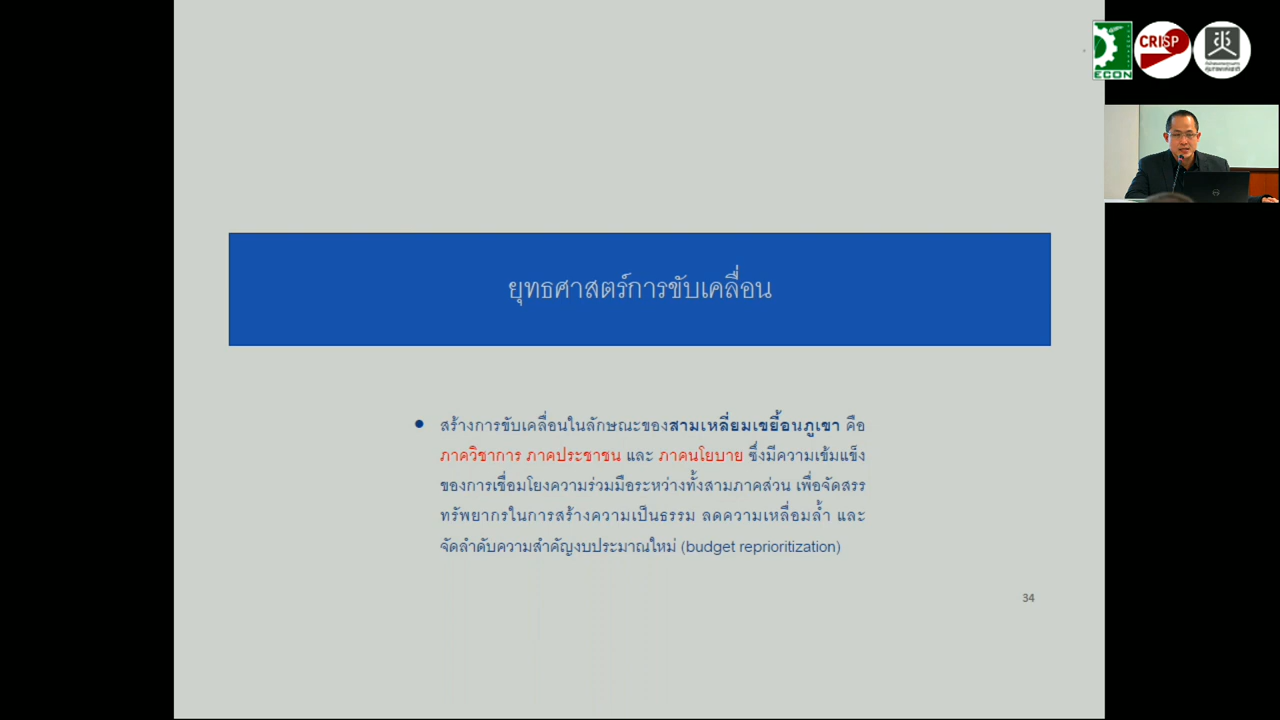 ECON
CRISP
ยุทธศาสตร์การขับเคลื่อน
• สร้างการขับเคลื่อนในลักษณะของสามเหลี่ยมเขยื้อนภูเขา คือ
ภาควิชาการ ภาคประชาชน และ ภาคนโยบาย ซึ่งมีความเข้มแข็ง
ของการเชื่อมโยงความร่วมมือระหว่างทั้งสามภาคส่วน เพื่อจัดสรร
ทรัพยากรในการสร้างความเป็นธรรม ลดความเหลื่อมล้ำ และ
จัดลำดับความสำคัญงบประมาณใหม่ (budget reprioritization)
34